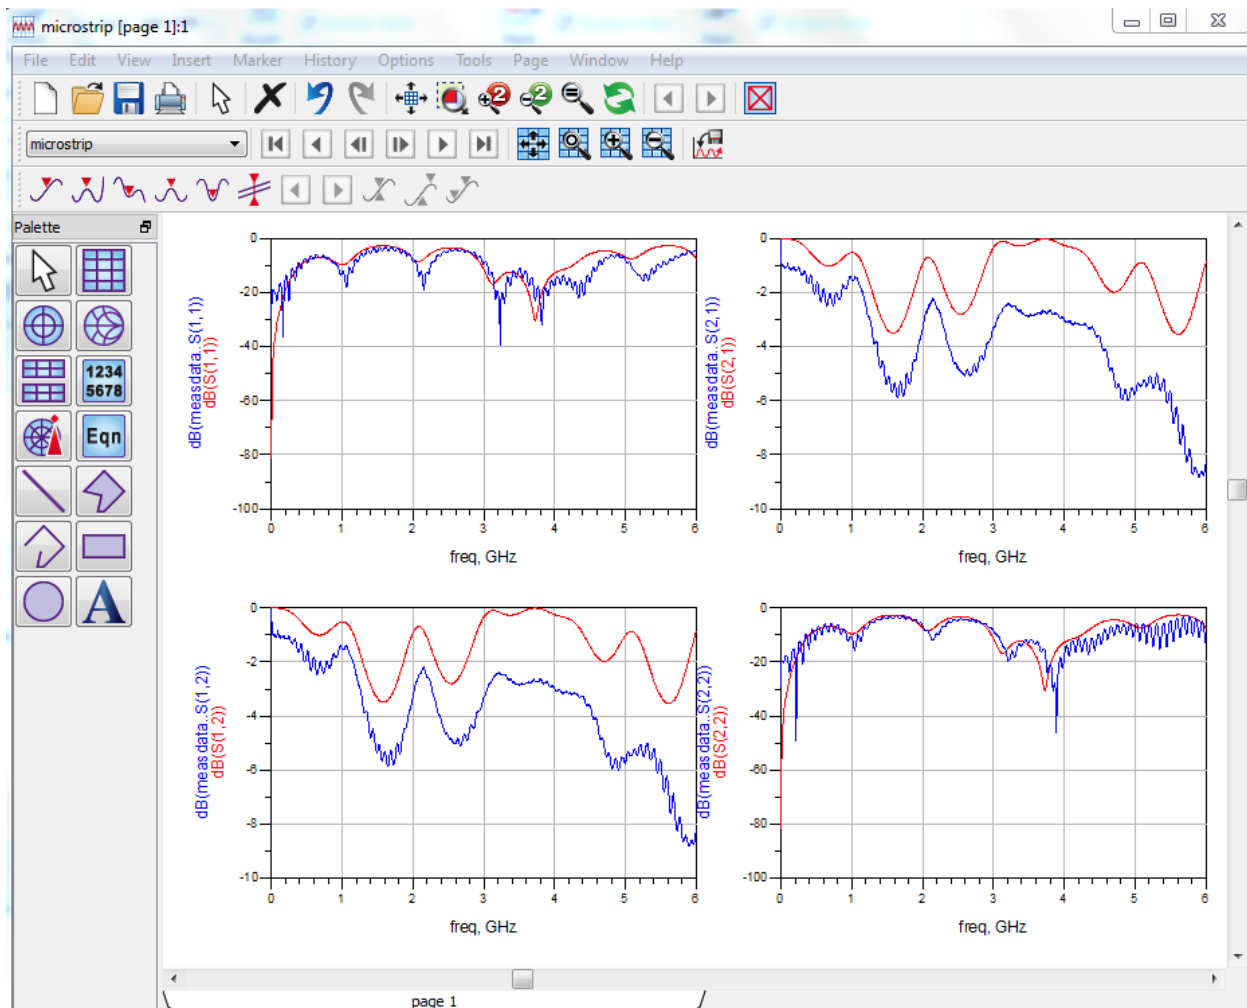 microstrip [page 1]:1
File Edit View Insert Marker History Options Tools Page Window Help
2 2
microstrip
Palette
1234
5678
Eqn
A
dB(measdata..S(1,1))
dB(S(1,1))
0
-20
-40
-60
-80
-100
0 1 2 3 4 5 6
freq, GHz
dB(measdata..S(2,1))
dB(S(2,1))
0
-2
-4
-6
-8
-10
0 1 2 3 4 5 6
freq, GHz
dB(measdata..S(1,2))
dB(S(1,2))
0
-2
-4
-6
-8
-10
0 1 2 3 4 5 6
freq, GHz
dB(measdata..S(2,2))
dB(S(2,2))
0
-20
-40
-60
-80
-100
0 1 2 3 4 5 6
freq, GHz
page 1